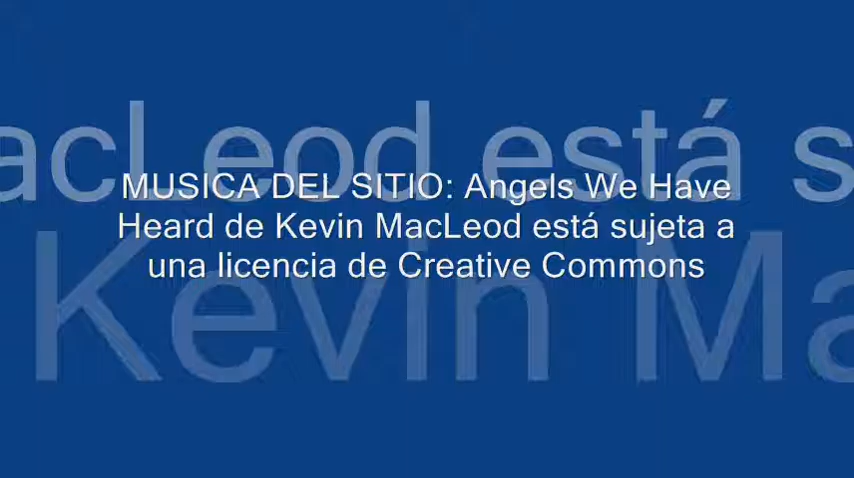 acLeod está s
MUSICA DEL SITIO: Angels We Have
Heard de Kevin MacLeod está sujeta a
una licencia de Creative Commons
Kevin Ma